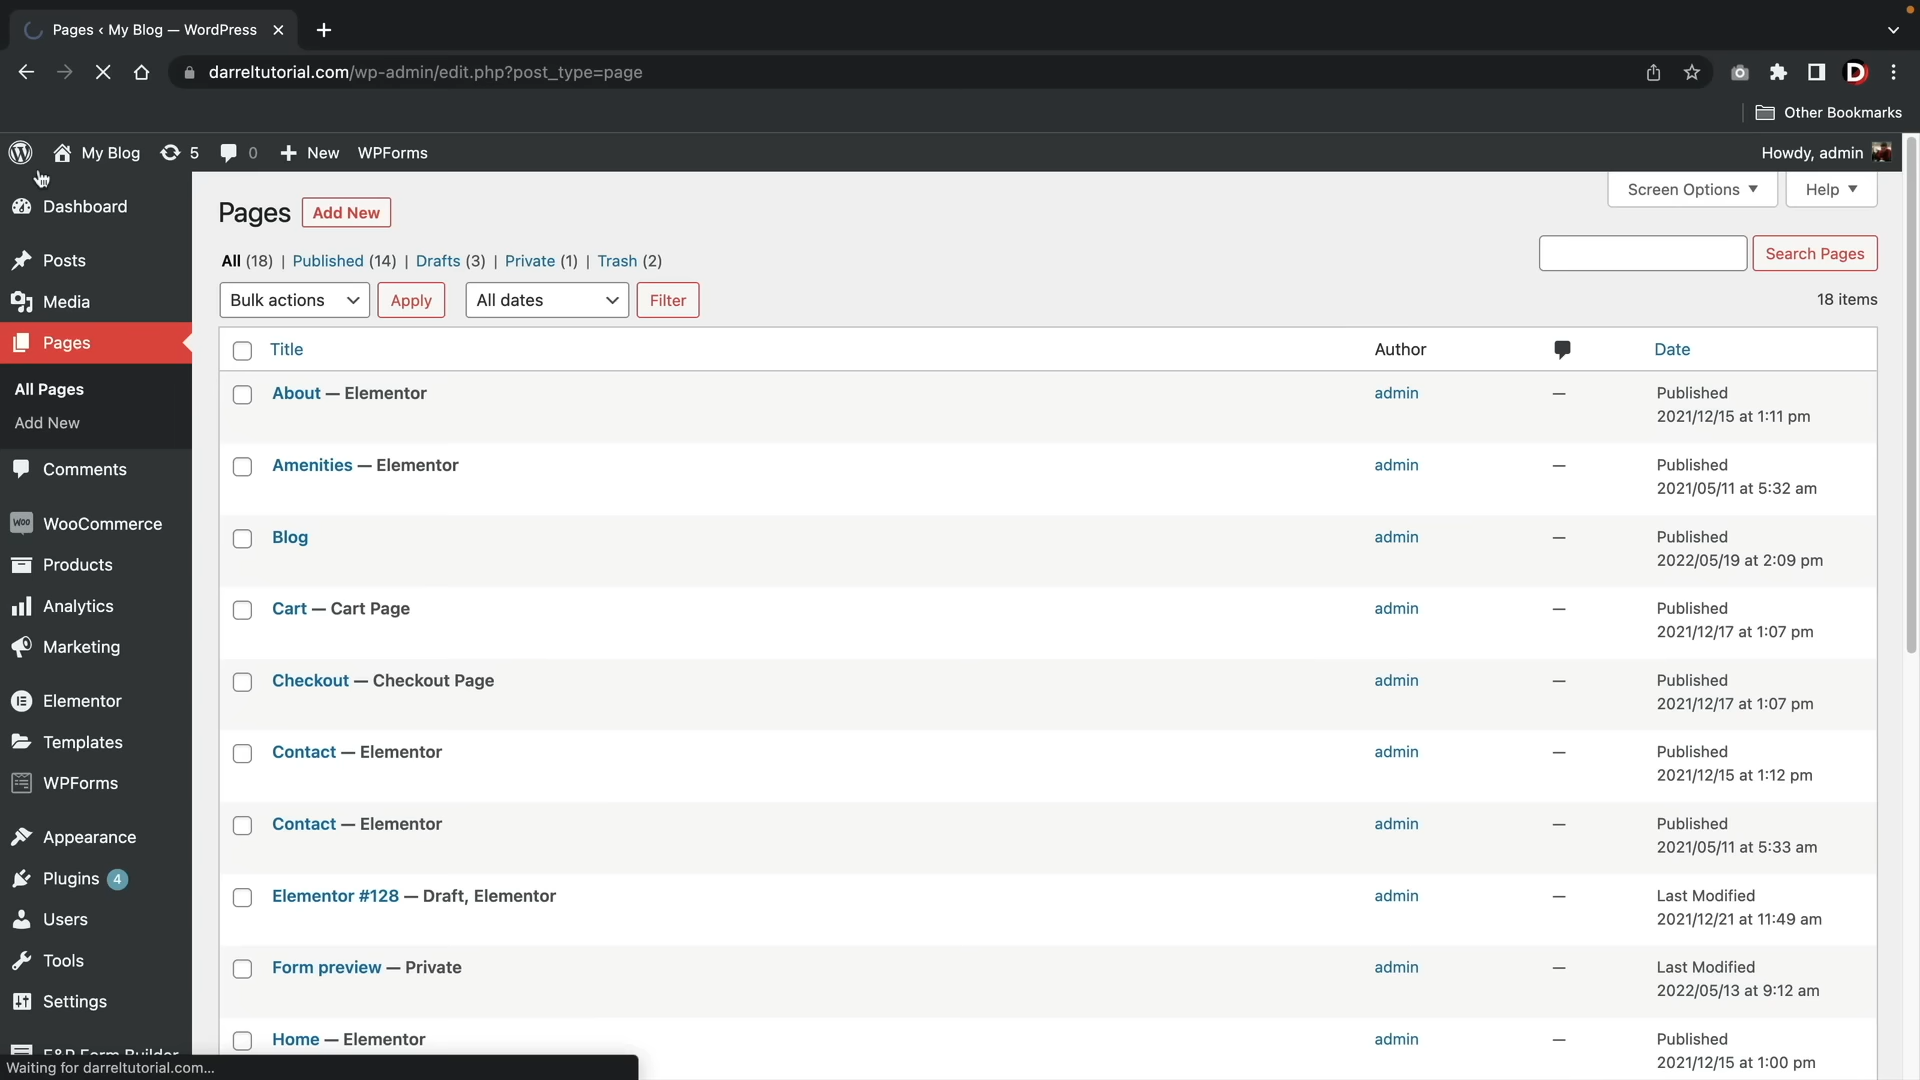 Pages ‹ My Blog — WordPress
darreltutorial.com/wp-admin/edit.php?post_type=page
Other Bookmarks
My Blog 5 0 New WPForms Howdy, admin
Screen Options Help
Dashboard
Posts
Media
Pages
All Pages
Add New
Comments
WooCommerce
Products
Analytics
Marketing
Elementor
Templates
WPForms
Appearance
Plugins 4
Users
Tools
Settings
Waiting for darreltutorial.com...
Pages Add New
All (18) | Published (14) | Drafts (3) | Private (1) | Trash (2)
Search Pages
Bulk actions Apply All dates Filter
18 items
Title Author Date
About — Elementor admin — Published
2021/12/15 at 1:11 pm
Amenities — Elementor admin — Published
2021/05/11 at 5:32 am
Blog admin — Published
2022/05/19 at 2:09 pm
Cart — Cart Page admin — Published
2021/12/17 at 1:07 pm
Checkout — Checkout Page admin — Published
2021/12/17 at 1:07 pm
Contact — Elementor admin — Published
2021/12/15 at 1:12 pm
Contact — Elementor admin — Published
2021/05/11 at 5:33 am
Elementor #128 — Draft, Elementor admin — Last Modified
2021/12/21 at 11:49 am
Form preview — Private admin — Last Modified
2022/05/13 at 9:12 am
Home — Elementor admin — Published
2021/12/15 at 1:00 pm